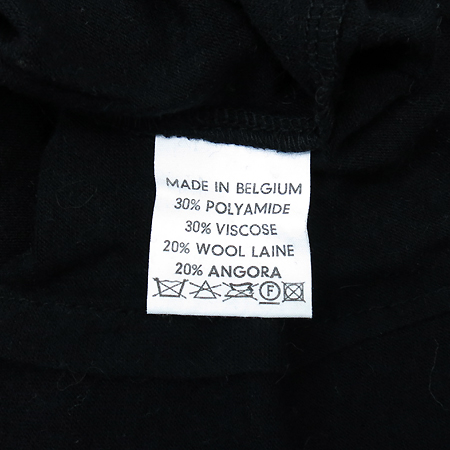 MADE IN BELGIUM
30% POLYAMIDE
30% VISCOSE
20% WOOL LAINE
20% ANGORA
F